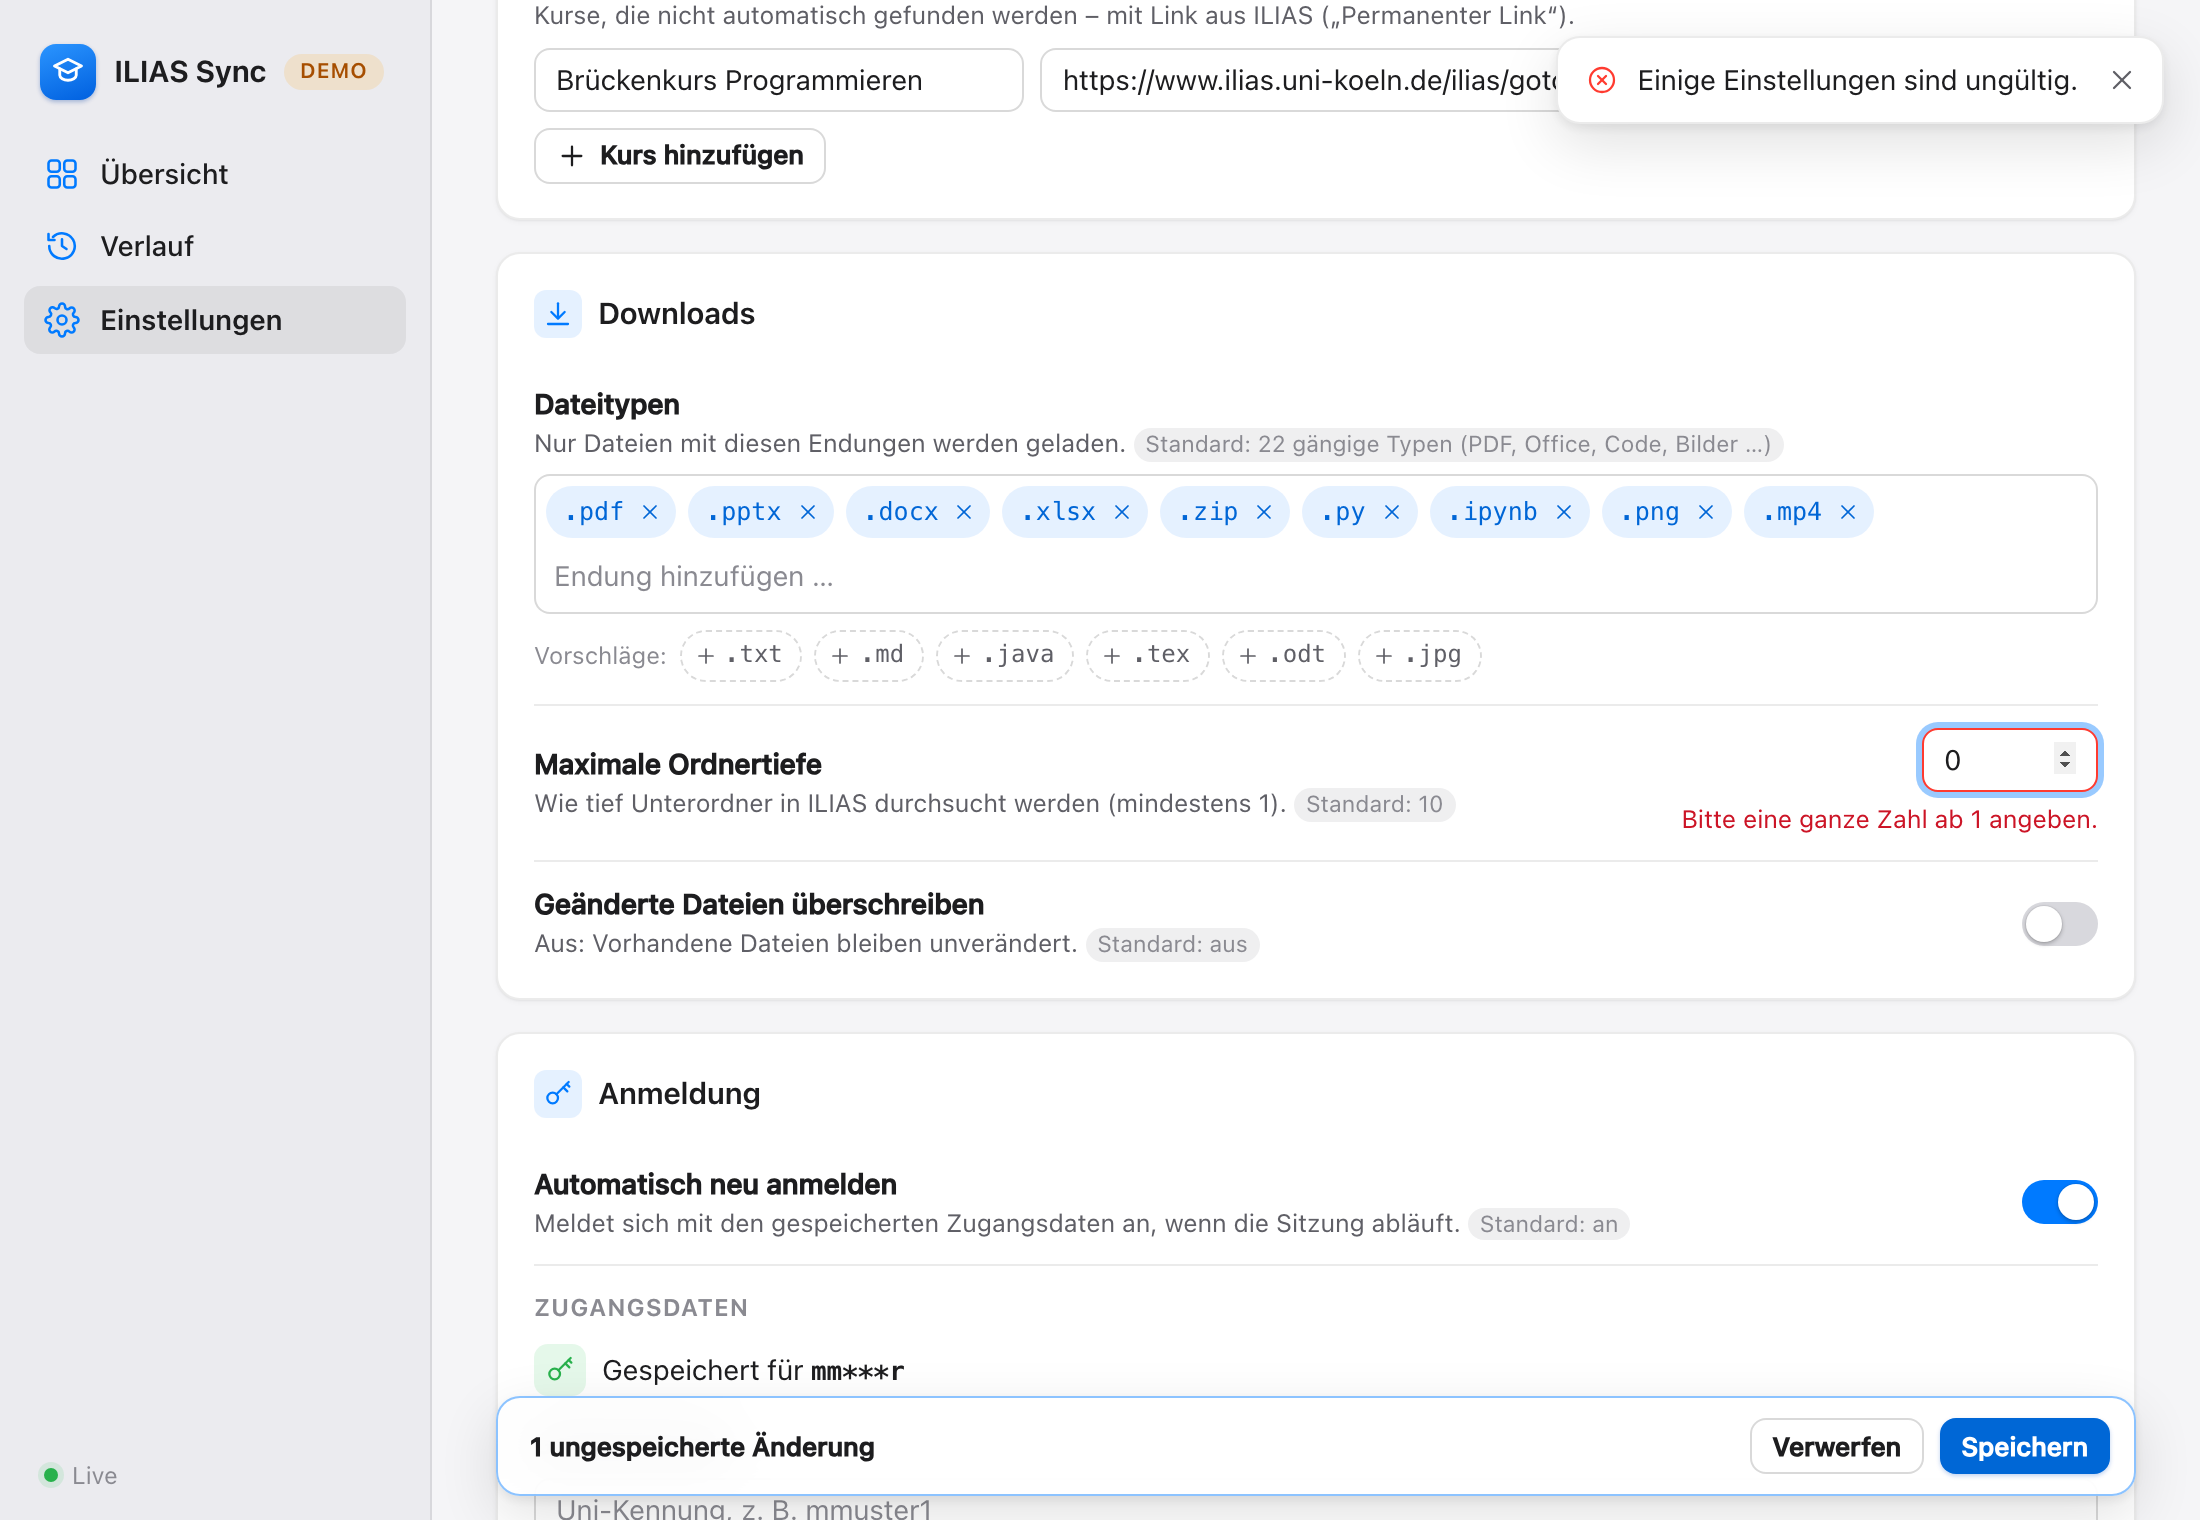 ILIAS Sync DEMO
Übersicht
Verlauf
Einstellungen
Live
Kurse, die nicht automatisch gefunden werden – mit Link aus ILIAS („Permanenter Link“).
Brückenkurs Programmieren
https://www.ilias.uni-koeln.de/ilias/goto
Einige Einstellungen sind ungültig.
Kurs hinzufügen
Downloads
Dateitypen
Nur Dateien mit diesen Endungen werden geladen. Standard: 22 gängige Typen (PDF, Office, Code, Bilder ...)
.pdf × .pptx × .docx × .xlsx × .zip × .py × .ipynb × .png × .mp4 ×
Endung hinzufügen ...
Vorschläge: + .txt + .md + .java + .tex + .odt + .jpg
Maximale Ordnertiefe
Wie tief Unterordner in ILIAS durchsucht werden (mindestens 1). Standard: 10
0
Bitte eine ganze Zahl ab 1 angeben.
Geänderte Dateien überschreiben
Aus: Vorhandene Dateien bleiben unverändert. Standard: aus
Anmeldung
Automatisch neu anmelden
Meldet sich mit den gespeicherten Zugangsdaten an, wenn die Sitzung abläuft. Standard: an
ZUGANGSDATEN
Gespeichert für mm***r
1 ungespeicherte Änderung
Verwerfen
Speichern
Uni-Kennung, z. B. mmuster1